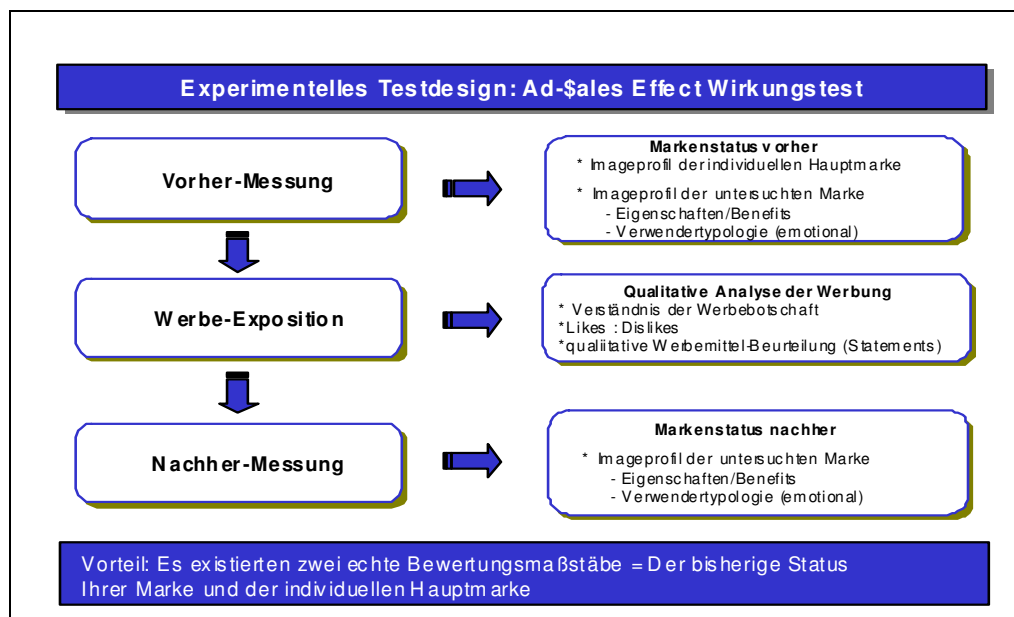 Experimentelles Testdesign: Ad-$ales Effect Wirkungstest
Vorher-Messung
Markenstatus vorher
* Imageprofil der individuellen Hauptmarke
* Imageprofil der untersuchten Marke
- Eigenschaften/Benefits
- Verwendertypologie (emotional)
Werbe-Exposition
Qualitative Analyse der Werbung
* Verständnis der Werbebotschaft
*Likes : Dislikes
*qualiitative Werbemittel-Beurteilung (Statements)
Nachher-Messung
Markenstatus nachher
* Imageprofil der untersuchten Marke
- Eigenschaften/Benefits
- Verwendertypologie (emotional)
Vorteil: Es existierten zwei echte Bewertungsmaßstäbe = Der bisherige Status
Ihrer Marke und der individuellen Hauptmarke